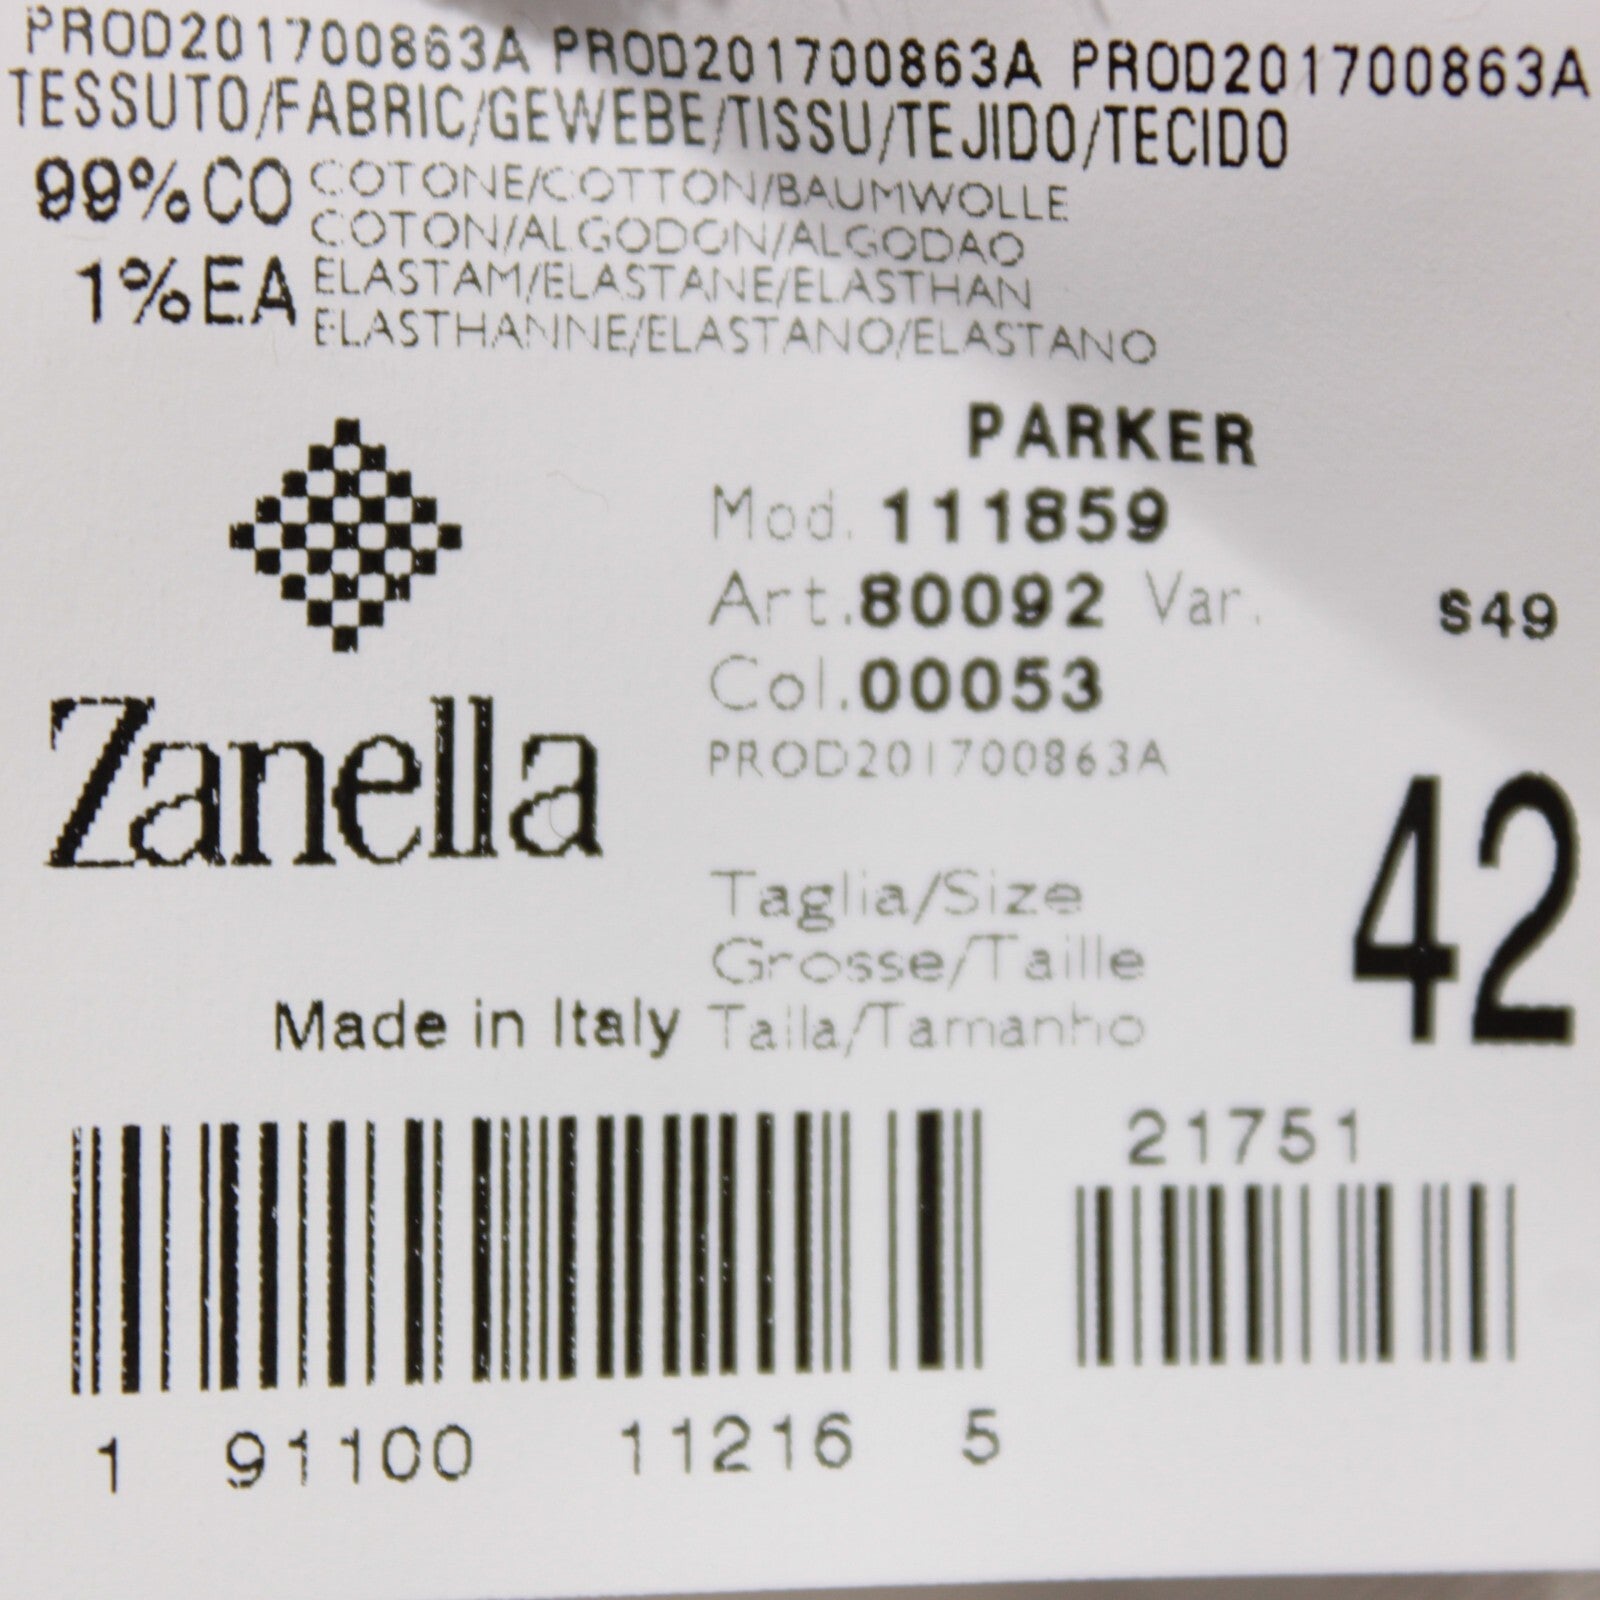 PROD201700863A PROD201700863A PROD201700863A
TESSUTO/FABRIC/GEWEBE/TISSU/TEJIDO/TECIDO
99%CO COTONE/COTTON/BAUMWOLLE
COTON/ALGODON/ALGODAO
1%EA ELASTAM/ELASTANE/ELASTHAN
ELASTHANNE/ELASTANO/ELASTANO
PARKER
Mod. 111859
Art.80092 Var. S49
Col.00053
PROD201700863A
Zanella
42
Taglia/Size
Grosse/Taille
Made in Italy Talla/Tamanho
21751
1 91100 11216 5